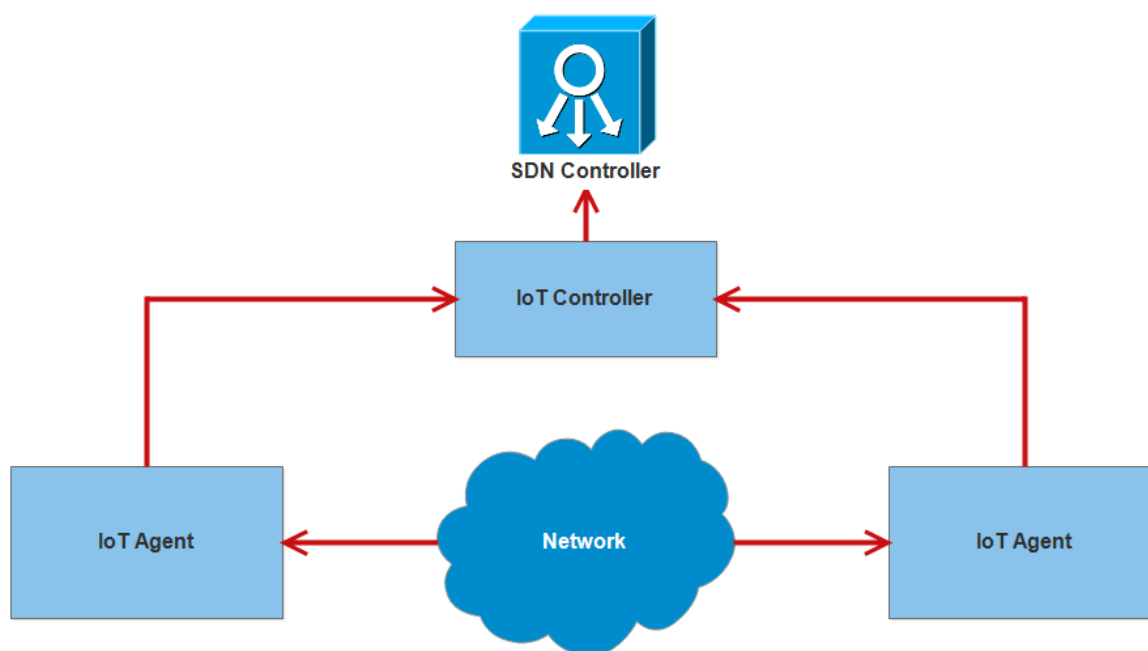 SDN Controller
IoT Controller
IoT Agent
Network
IoT Agent